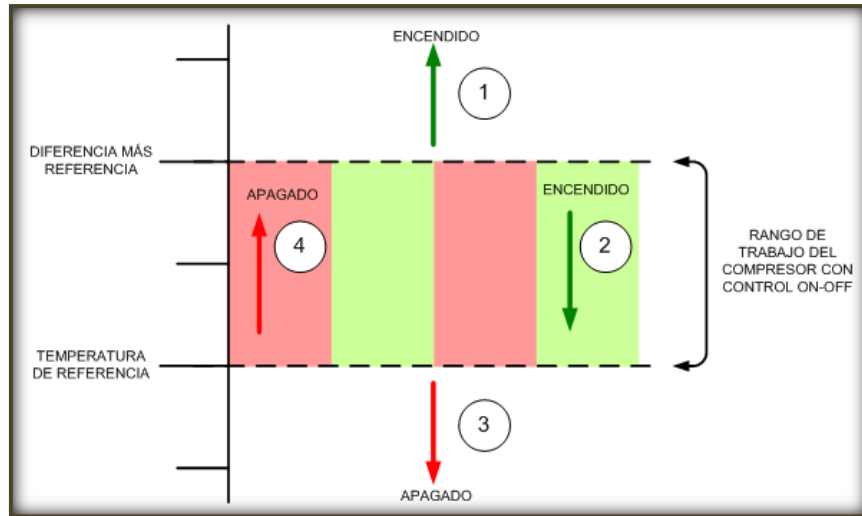 ENCENDIDO
1
DIFERENCIA MÁS
REFERENCIA
APAGADO
ENCENDIDO
4
2
RANGO DE
TRABAJO DEL
COMPRESOR CON
CONTROL ON-OFF
TEMPERATURA
DE REFERENCIA
3
APAGADO